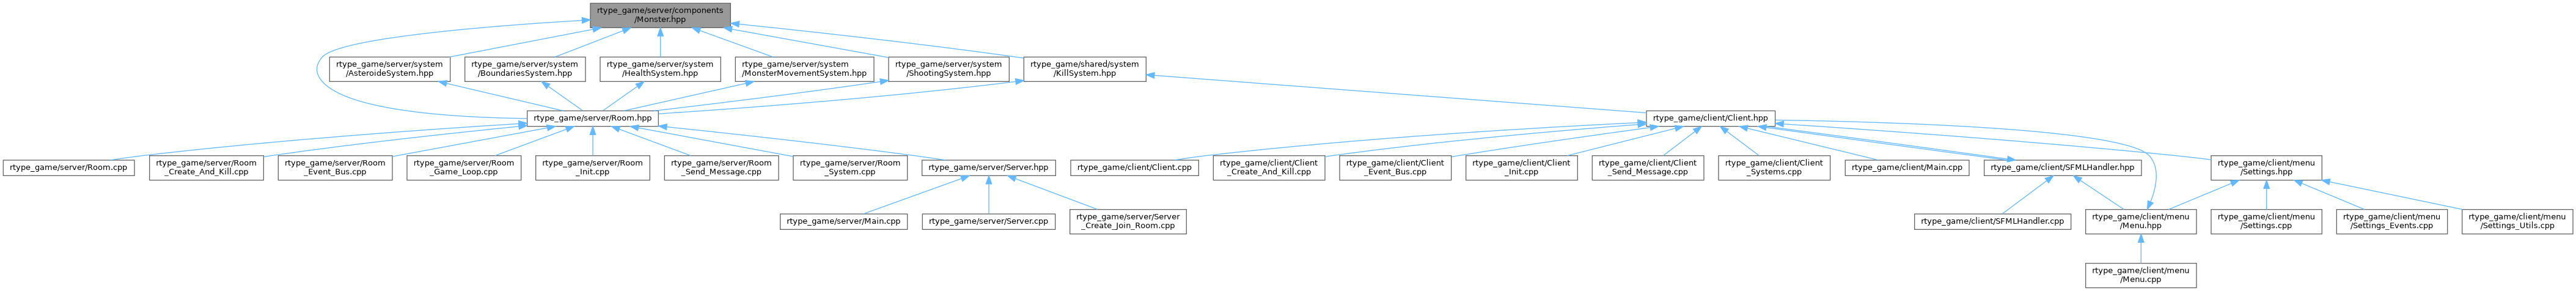 rtype_game/server/components
/Monster.hpp
rtype_game/server/system
/AsteroideSystem.hpp
rtype_game/server/system
/BoundariesSystem.hpp
rtype_game/server/system
/HealthSystem.hpp
rtype_game/server/system
/MonsterMovementSystem.hpp
rtype_game/server/system
/ShootingSystem.hpp
rtype_game/shared/system
/KillSystem.hpp
rtype_game/server/Room.hpp
rtype_game/client/Client.hpp
rtype_game/server/Room.cpp
rtype_game/server/Room
_Create_And_Kill.cpp
rtype_game/server/Room
_Event_Bus.cpp
rtype_game/server/Room
_Game_Loop.cpp
rtype_game/server/Room
_Init.cpp
rtype_game/server/Room
_Send_Message.cpp
rtype_game/server/Room
_System.cpp
rtype_game/server/Server.hpp
rtype_game/client/Client.cpp
rtype_game/client/Client
_Create_And_Kill.cpp
rtype_game/client/Client
_Event_Bus.cpp
rtype_game/client/Client
_Init.cpp
rtype_game/client/Client
_Send_Message.cpp
rtype_game/client/Client
_Systems.cpp
rtype_game/client/Main.cpp
rtype_game/client/SFMLHandler.hpp
rtype_game/client/menu
/Settings.hpp
rtype_game/server/Main.cpp
rtype_game/server/Server.cpp
rtype_game/server/Server
_Create_Join_Room.cpp
rtype_game/client/SFMLHandler.cpp
rtype_game/client/menu
/Menu.hpp
rtype_game/client/menu
/Settings.cpp
rtype_game/client/menu
/Settings_Events.cpp
rtype_game/client/menu
/Settings_Utils.cpp
rtype_game/client/menu
/Menu.cpp